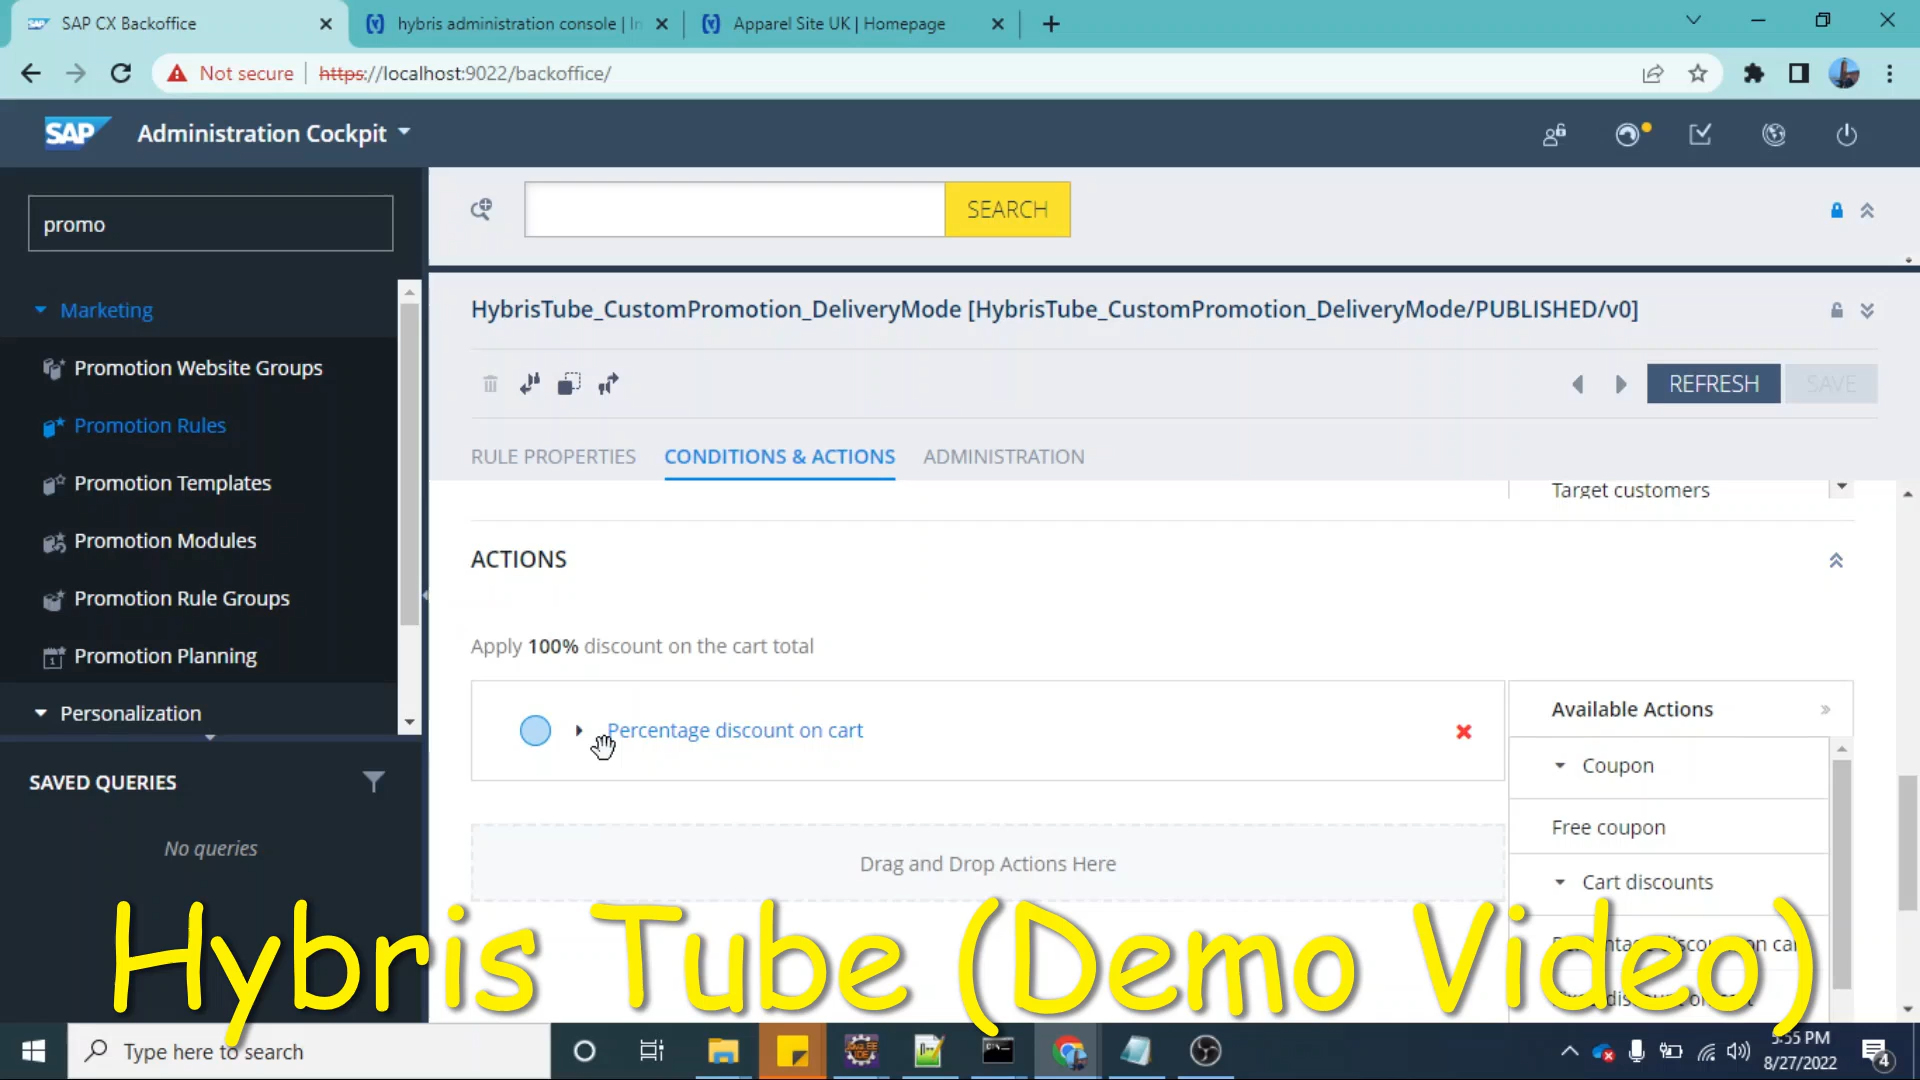 SAP CX Backoffice
hybris administration console | In
Apparel Site UK | Homepage
Not secure
https://localhost:9022/backoffice/
SAP
Administration Cockpit
promo
SEARCH
Marketing
Promotion Website Groups
Promotion Rules
Promotion Templates
Promotion Modules
Promotion Rule Groups
Promotion Planning
Personalization
SAVED QUERIES
No queries
HybrisTube_CustomPromotion_DeliveryMode [HybrisTube_CustomPromotion_DeliveryMode/PUBLISHED/v0]
REFRESH
SAVE
RULE PROPERTIES
CONDITIONS & ACTIONS
ADMINISTRATION
Target customers
ACTIONS
Apply 100% discount on the cart total
Percentage discount on cart
Available Actions
Coupon
Free coupon
Cart discounts
Drag and Drop Actions Here
Hybris Tube (Demo Video)
Type here to search
5:55 PM
8/27/2022
4